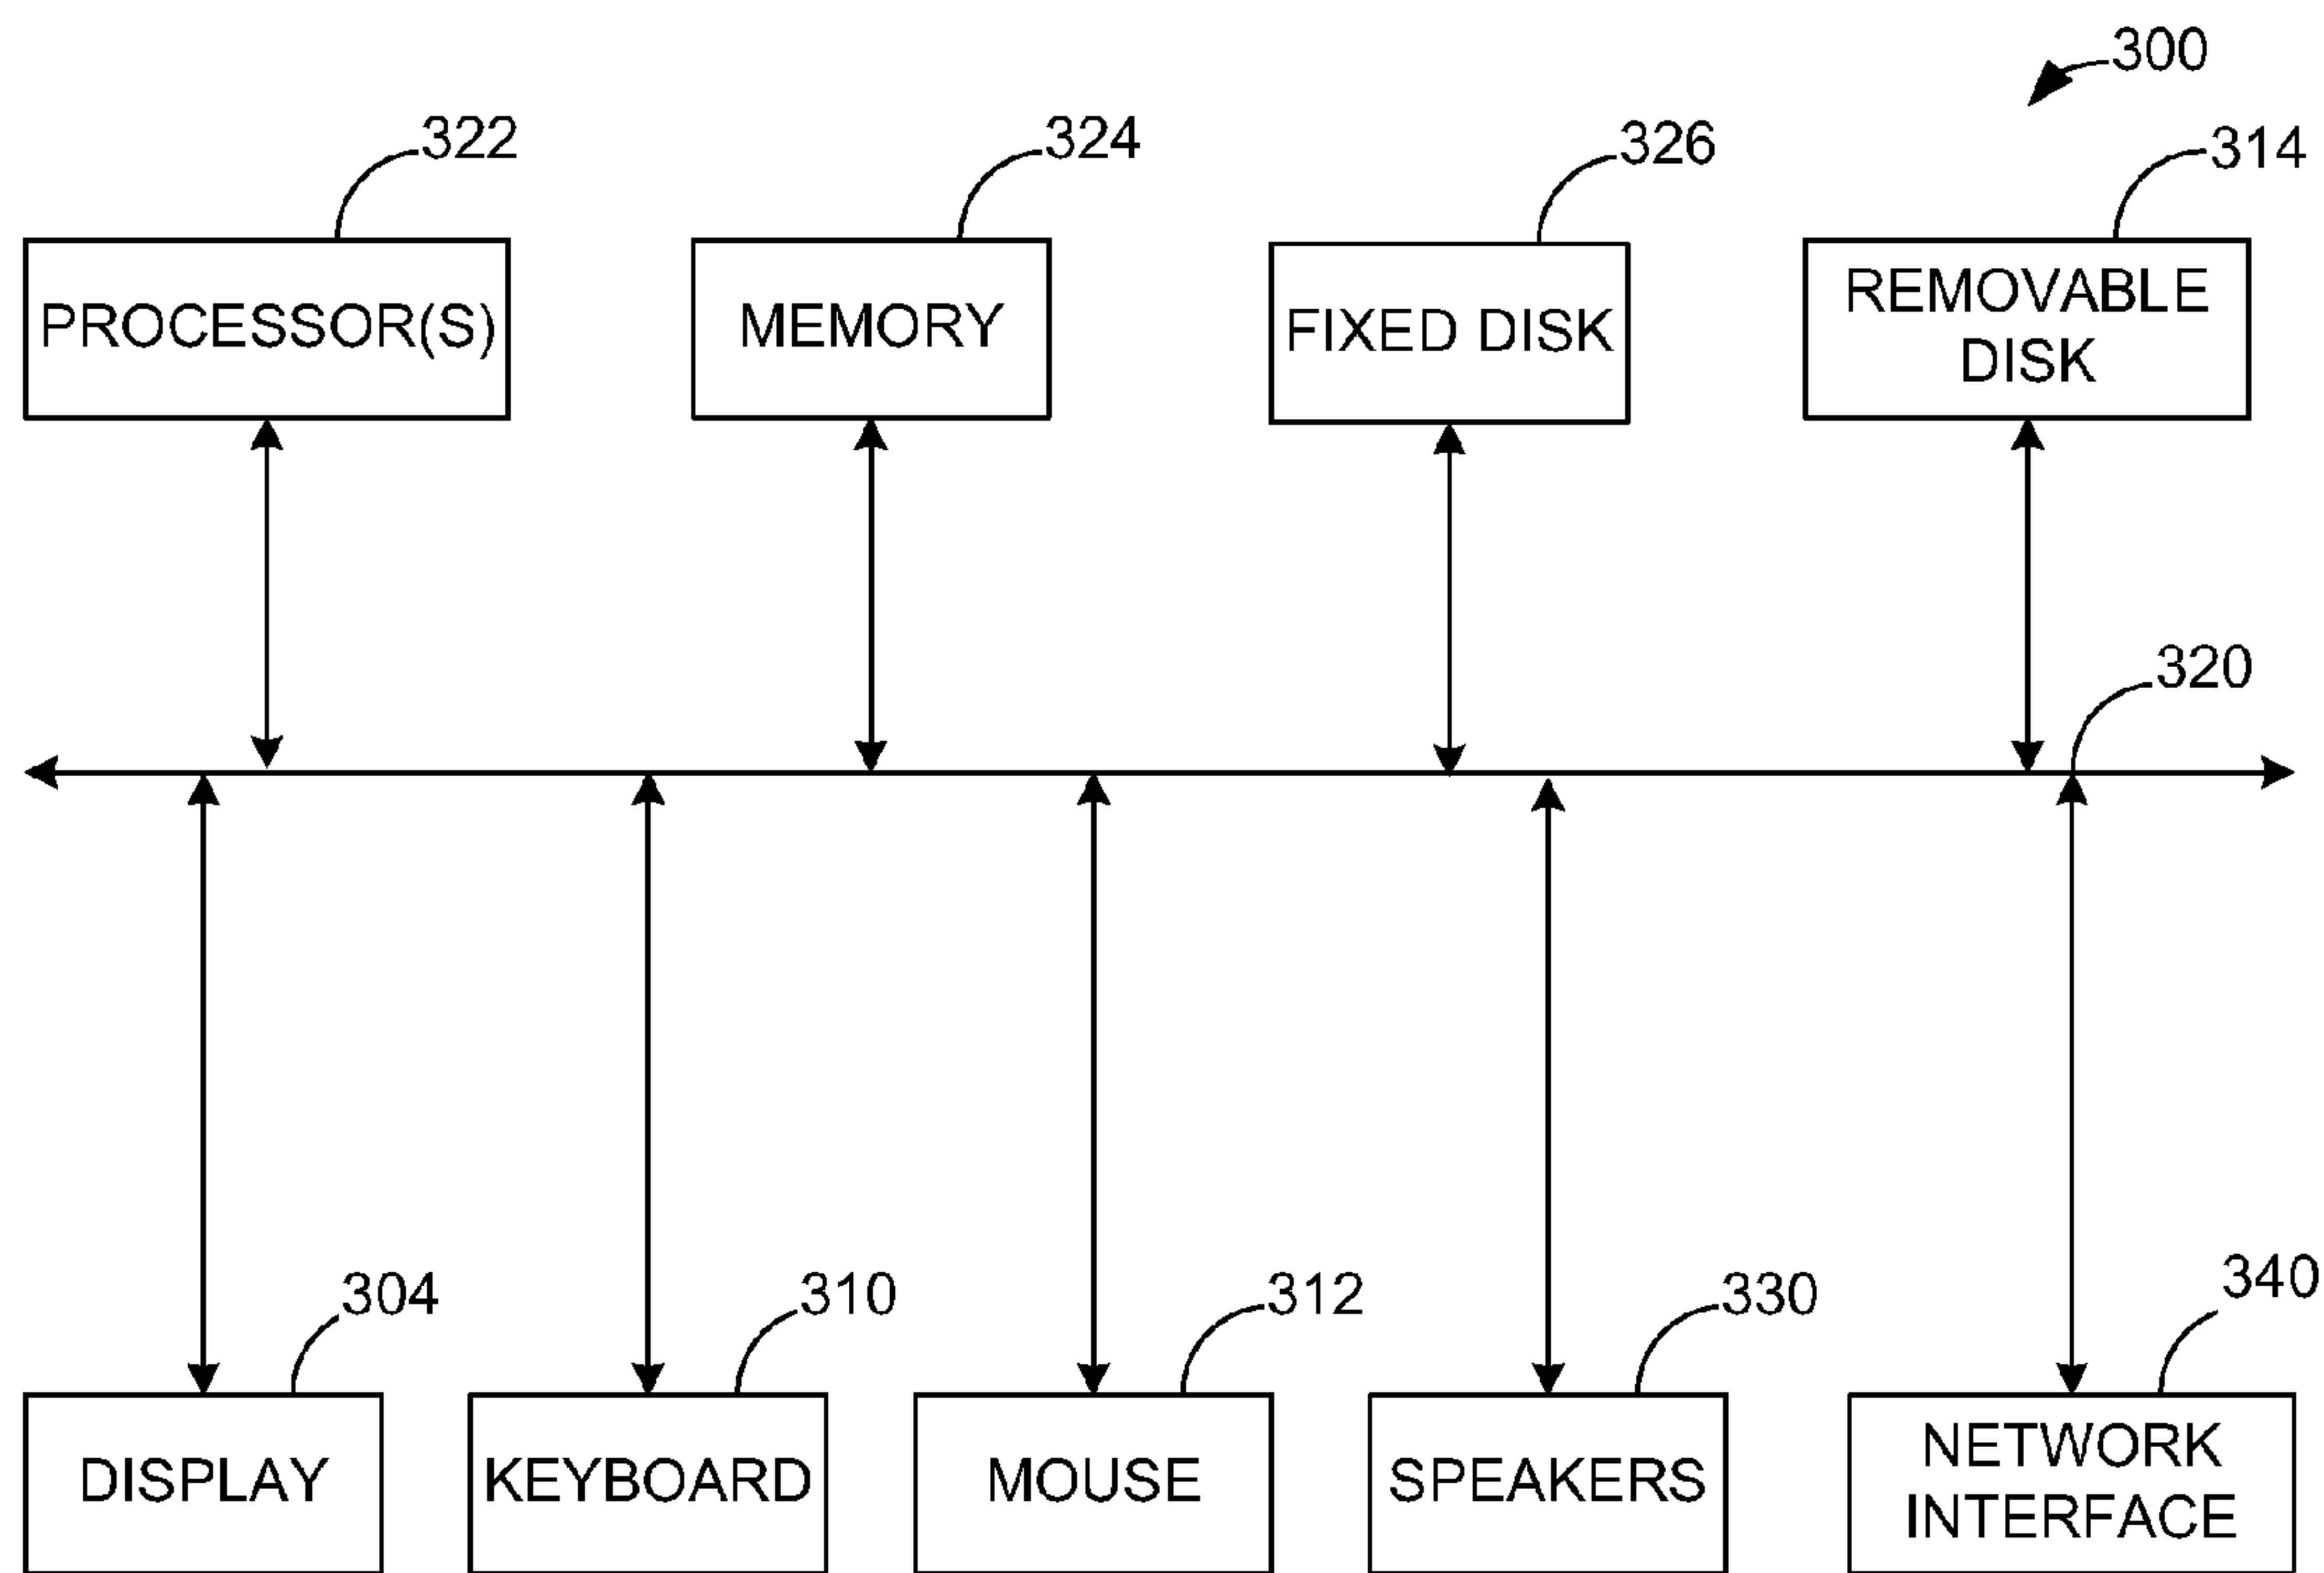 300
322
324
326
314
PROCESSOR(S)
MEMORY
FIXED DISK
REMOVABLE
DISK
320
304
310
312
330
340
DISPLAY
KEYBOARD
MOUSE
SPEAKERS
NETWORK
INTERFACE